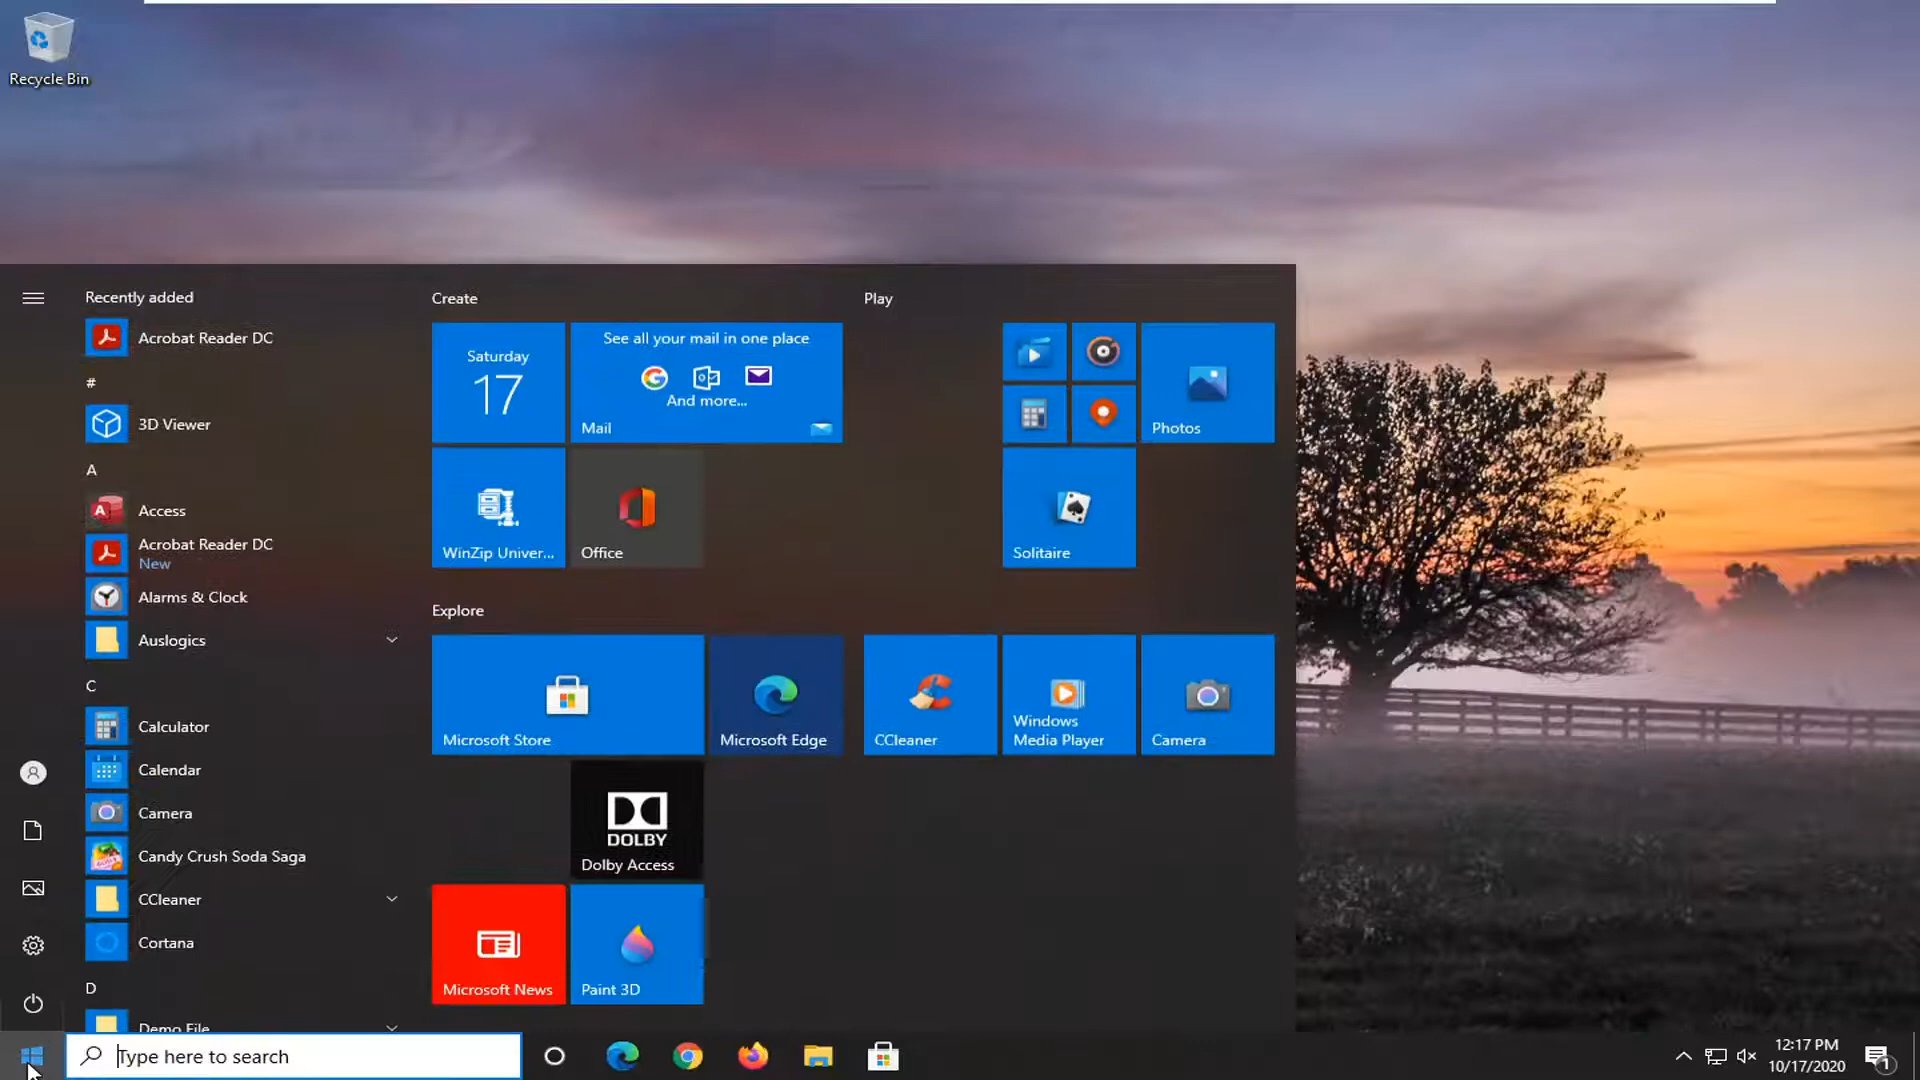 Recycle Bin
Recently added
Acrobat Reader DC
#
3D Viewer
A
Access
Acrobat Reader DC
New
Alarms & Clock
Auslogics
C
Calculator
Calendar
Camera
Candy Crush Soda Saga
CCleaner
Cortana
D
Demo File
Create
Saturday
17
See all your mail in one place
And more...
Mail
WinZip Univer...
Office
Explore
Microsoft Store
Microsoft Edge
DOLBY
Dolby Access
Microsoft News
Paint 3D
Play
Photos
Solitaire
CCleaner
Windows
Media Player
Camera
Type here to search
12:17 PM
10/17/2020
1